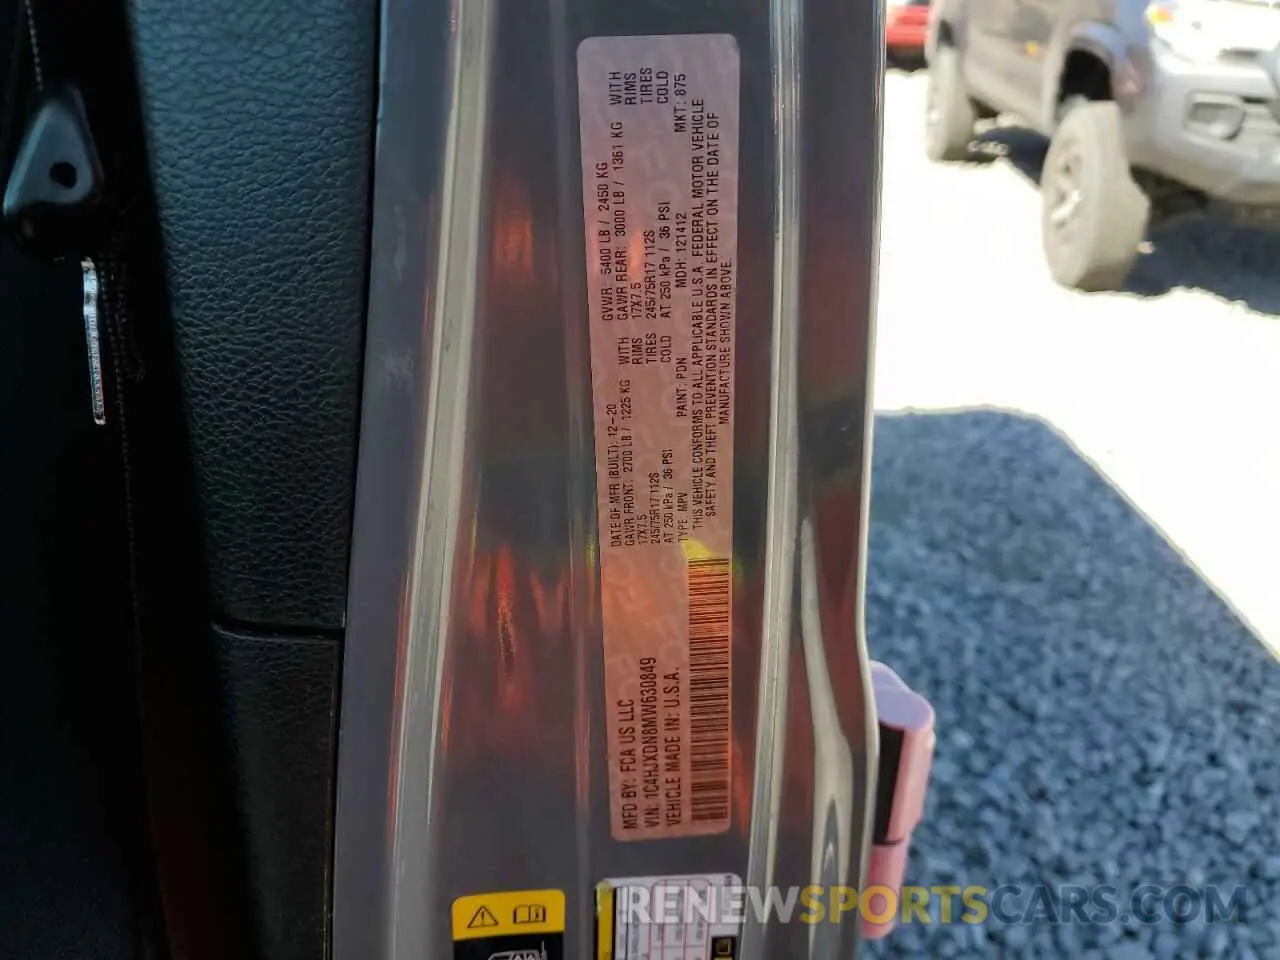 MFD BY: FCA US LLC
VIN: 1C4HJXDN8MW630849
VEHICLE MADE IN: U.S.A.
DATE OF MFR (BUILT): 12-20 GVWR: 5400 LB / 2450 KG
GAWR FRONT: 2700 LB / 1225 KG WITH GAWR REAR: 3000 LB / 1361 KG WITH
17X7.5 RIMS 17X7.5 RIMS
245/75R17 112S TIRES 245/75R17 112S TIRES
AT 250 kPa / 36 PSI COLD AT 250 kPa / 36 PSI COLD
TYPE: MPV PAINT: PDN MDH: 121412 MKT: 875
THIS VEHICLE CONFORMS TO ALL APPLICABLE U.S.A. FEDERAL MOTOR VEHICLE
SAFETY AND THEFT PREVENTION STANDARDS IN EFFECT ON THE DATE OF
MANUFACTURE SHOWN ABOVE.
RENEWSPORTSCARS.COM